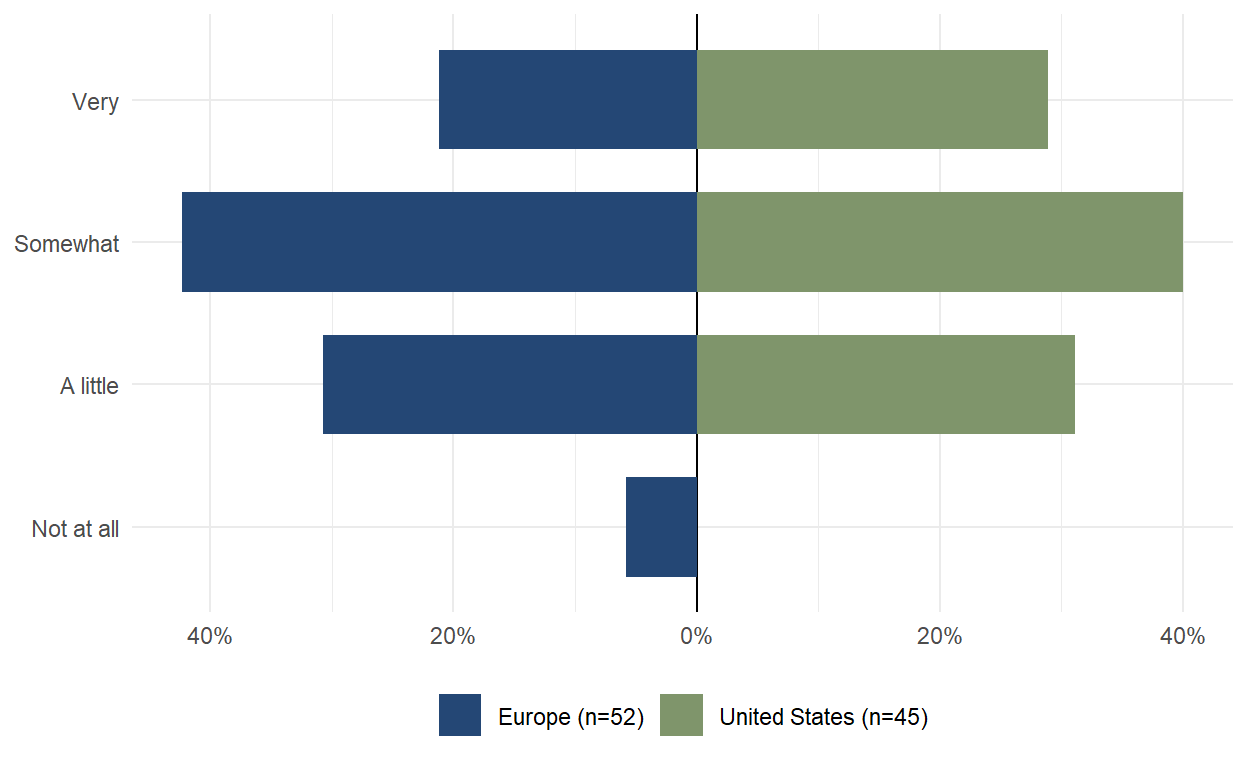 Very
Somewhat
A little
Not at all
40% 20% 0% 20% 40%
Europe (n=52) United States (n=45)